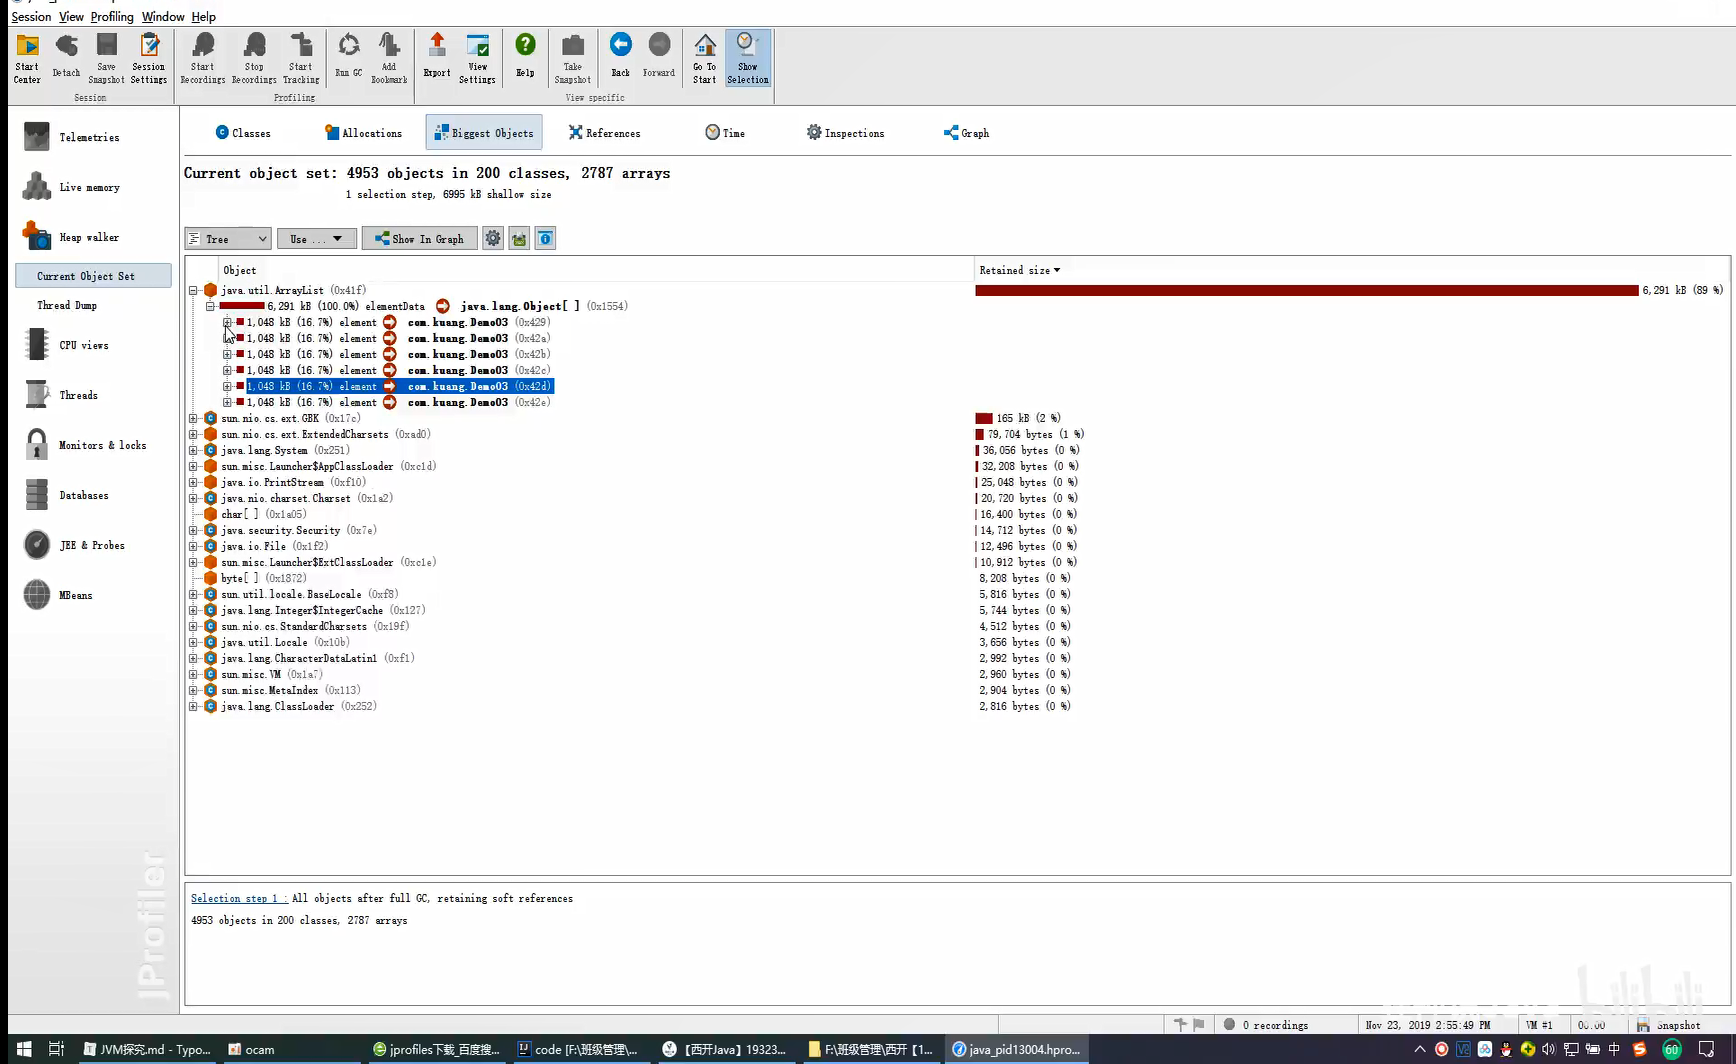 Session View Profiling Window Help
Start Center
Detach
Save Snapshot
Session Settings
Start Recordings
Stop Recordings
Start Tracking
Run GC
Add Bookmark
Export
View Settings
Help
Take Snapshot
Back
Forward
Go To Start
Show Selection
Session
Profiling
View specific
Telemetries
Live memory
Heap walker
Current Object Set
Thread Dump
CPU views
Threads
Monitors & locks
Databases
JEE & Probes
MBeans
JProfiler
Classes Allocations Biggest Objects References Time Inspections Graph
Current object set: 4953 objects in 200 classes, 2787 arrays
1 selection step, 6995 kB shallow size
Tree Use ... Show In Graph
Object Retained size
java.util.ArrayList (0x41f) 6,291 kB (89 %)
6,291 kB (100.0%) elementData java.lang.Object[ ] (0x1554)
1,048 kB (16.7%) element com.kuang.Demo03 (0x429)
1,048 kB (16.7%) element com.kuang.Demo03 (0x42a)
1,048 kB (16.7%) element com.kuang.Demo03 (0x42b)
1,048 kB (16.7%) element com.kuang.Demo03 (0x42c)
1,048 kB (16.7%) element com.kuang.Demo03 (0x42d)
1,048 kB (16.7%) element com.kuang.Demo03 (0x42e)
sun.nio.cs.ext.GBK (0x17c) 165 kB (2 %)
sun.nio.cs.ext.ExtendedCharsets (0xad0) 79,704 bytes (1 %)
java.lang.System (0x251) 36,056 bytes (0 %)
sun.misc.Launcher$AppClassLoader (0xc1d) 32,208 bytes (0 %)
java.io.PrintStream (0xf10) 25,048 bytes (0 %)
java.nio.charset.Charset (0x1a2) 20,720 bytes (0 %)
char[ ] (0x1a05) 16,400 bytes (0 %)
java.security.Security (0x7e) 14,712 bytes (0 %)
java.io.File (0x1f2) 12,496 bytes (0 %)
sun.misc.Launcher$ExtClassLoader (0xc1e) 10,912 bytes (0 %)
byte[ ] (0x1872) 8,208 bytes (0 %)
sun.util.locale.BaseLocale (0xf8) 5,816 bytes (0 %)
java.lang.Integer$IntegerCache (0x127) 5,744 bytes (0 %)
sun.nio.cs.StandardCharsets (0x19f) 4,512 bytes (0 %)
java.util.Locale (0x10b) 3,656 bytes (0 %)
java.lang.CharacterDataLatin1 (0xf1) 2,992 bytes (0 %)
sun.misc.VM (0x1a7) 2,960 bytes (0 %)
sun.misc.MetaIndex (0x113) 2,904 bytes (0 %)
java.lang.ClassLoader (0x252) 2,816 bytes (0 %)
Selection step 1 : All objects after full GC, retaining soft references
4953 objects in 200 classes, 2787 arrays
bilibili
0 recordings Nov 23, 2019 2:55:49 PM VM #1 00:00 Snapshot
JVM探究.md - Typo... ocam jprofiles下载_百度搜... code [F:\班级管理\... 【西开Java】19323... F:\班级管理\西开【1... java_pid13004.hpro... 中 60